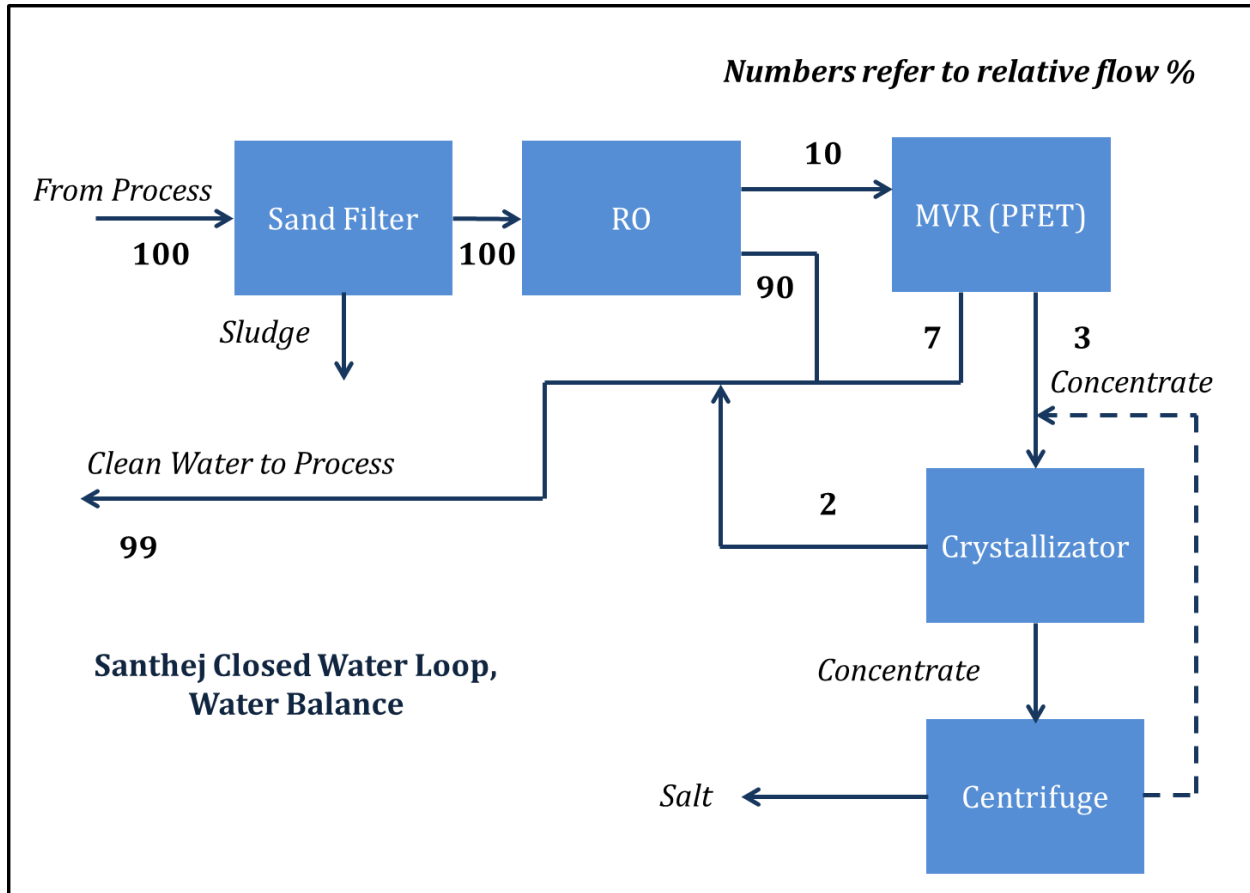 Numbers refer to relative flow %
From Process
100
Sand Filter
100
RO
10
MVR (PFET)
90
Sludge
7
3
Concentrate
Clean Water to Process
99
2
Crystallizator
Santhej Closed Water Loop,
Water Balance
Concentrate
Salt
Centrifuge